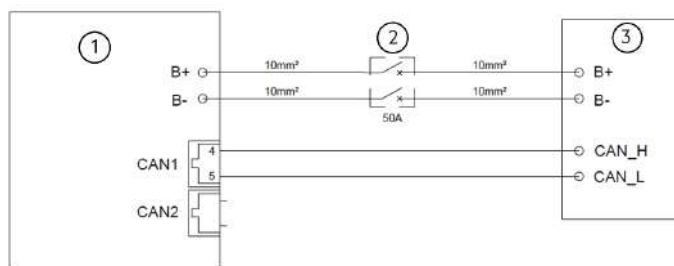 1
2
3
B+ 10mm² 10mm² B+
B- 10mm² 10mm² B-
50A
CAN1 4 CAN_H
5 CAN_L
CAN2